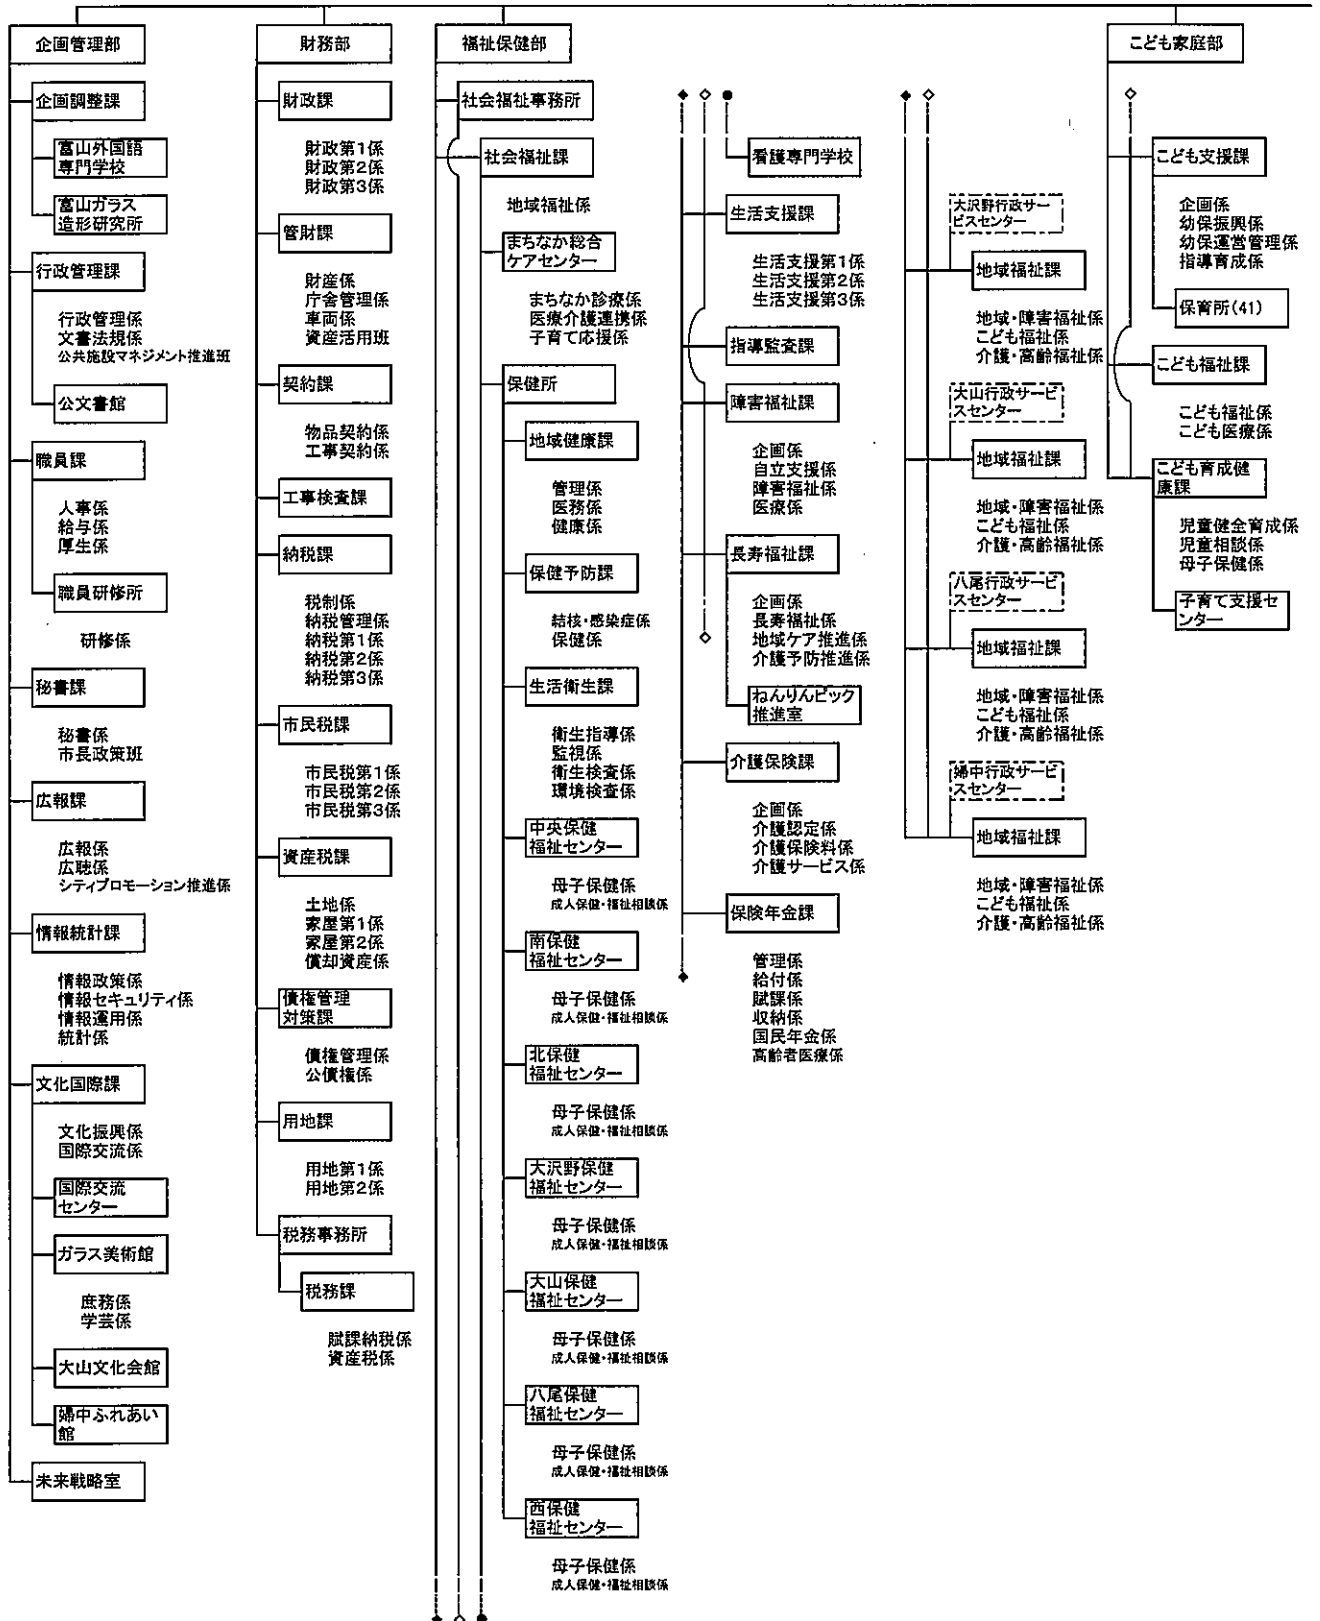 企画管理部
企画調整課
富山外国語
専門学校
富山ガラス
造形研究所
行政管理課
行政管理係
文書法規係
公共施設マネジメント推進班
公文書館
職員課
人事係
給与係
厚生係
職員研修所
研修係
秘書課
秘書係
市長政策班
広報課
広報係
広聴係
シティプロモーション推進係
情報統計課
情報政策係
情報セキュリティ係
情報運用係
統計係
文化国際課
文化振興係
国際交流係
国際交流
センター
ガラス美術館
庶務係
学芸係
大山文化会館
婦中ふれあい
館
未来戦略室
財務部
財政課
財政第1係
財政第2係
財政第3係
管財課
財産係
庁舎管理係
車両係
資産活用班
契約課
物品契約係
工事契約係
工事検査課
納税課
税制係
納税管理係
納税第1係
納税第2係
納税第3係
市民税課
市民税第1係
市民税第2係
市民税第3係
資産税課
土地係
家屋第1係
家屋第2係
償却資産係
債権管理
対策課
債権管理係
公債権係
用地課
用地第1係
用地第2係
税務事務所
税務課
賦課納税係
資産税係
福祉保健部
社会福祉事務所
社会福祉課
地域福祉係
まちなか総合
ケアセンター
まちなか診療係
医療介護連携係
子育て応援係
保健所
地域健康課
管理係
医務係
健康係
保健予防課
結核・感染症係
保健係
生活衛生課
衛生指導係
監視係
衛生検査係
環境検査係
中央保健
福祉センター
母子保健係
成人保健・福祉相談係
南保健
福祉センター
母子保健係
成人保健・福祉相談係
北保健
福祉センター
母子保健係
成人保健・福祉相談係
大沢野保健
福祉センター
母子保健係
成人保健・福祉相談係
大山保健
福祉センター
母子保健係
成人保健・福祉相談係
八尾保健
福祉センター
母子保健係
成人保健・福祉相談係
西保健
福祉センター
母子保健係
成人保健・福祉相談係
看護専門学校
生活支援課
生活支援第1係
生活支援第2係
生活支援第3係
指導監査課
障害福祉課
企画係
自立支援係
障害福祉係
医療係
長寿福祉課
企画係
長寿福祉係
地域ケア推進係
介護予防推進係
ねんりんピック
推進室
介護保険課
企画係
介護認定係
介護保険料係
介護サービス係
保険年金課
管理係
給付係
賦課係
収納係
国民年金係
高齢者医療係
大沢野行政サー
ビスセンター
地域福祉課
地域・障害福祉係
こども福祉係
介護・高齢福祉係
大山行政サービ
スセンター
地域福祉課
地域・障害福祉係
こども福祉係
介護・高齢福祉係
八尾行政サービ
スセンター
地域福祉課
地域・障害福祉係
こども福祉係
介護・高齢福祉係
婦中行政サービ
スセンター
地域福祉課
地域・障害福祉係
こども福祉係
介護・高齢福祉係
こども家庭部
こども支援課
企画係
幼保振興係
幼保運営管理係
指導育成係
保育所(41)
こども福祉課
こども福祉係
こども医療係
こども育成健
康課
児童健全育成係
児童相談係
母子保健係
子育て支援セ
ンター